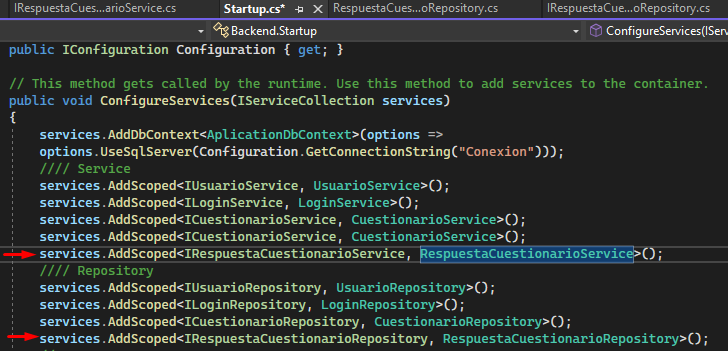 IRespuestaCues...arioService.cs
Startup.cs*
RespuestaCues...oRepository.cs
IRespuestaCues...oRepository.cs
Backend.Startup
ConfigureServices(IServ
public IConfiguration Configuration { get; }
// This method gets called by the runtime. Use this method to add services to the container.
public void ConfigureServices(IServiceCollection services)
{
services.AddDbContext<AplicationDbContext>(options =>
options.UseSqlServer(Configuration.GetConnectionString("Conexion")));
//// Service
services.AddScoped<IUsuarioService, UsuarioService>();
services.AddScoped<ILoginService, LoginService>();
services.AddScoped<ICuestionarioService, CuestionarioService>();
services.AddScoped<ICuestionarioService, CuestionarioService>();
services.AddScoped<IRespuestaCuestionarioService, RespuestaCuestionarioService>();
//// Repository
services.AddScoped<IUsuarioRepository, UsuarioRepository>();
services.AddScoped<ILoginRepository, LoginRepository>();
services.AddScoped<ICuestionarioRepository, CuestionarioRepository>();
services.AddScoped<IRespuestaCuestionarioRepository, RespuestaCuestionarioRepository>();